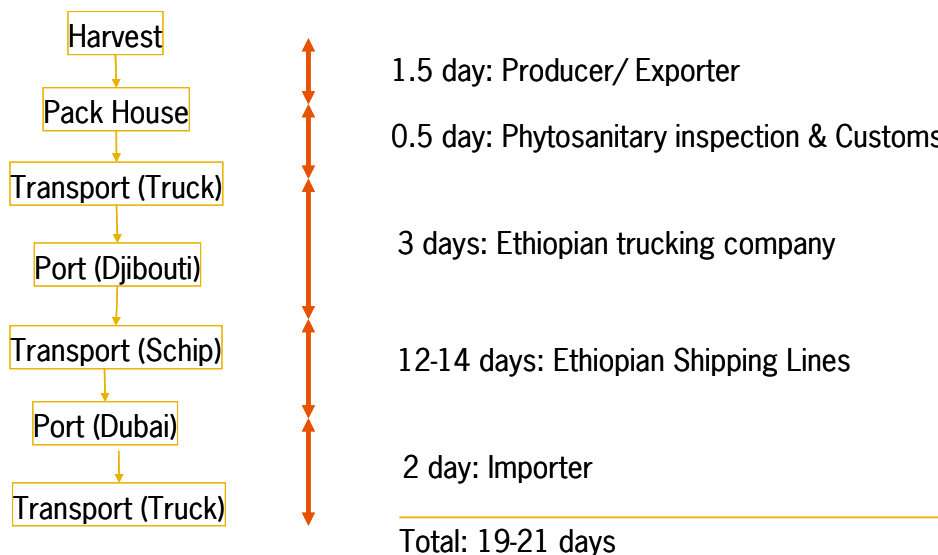 Harvest
1.5 day: Producer/ Exporter
Pack House
0.5 day: Phytosanitary inspection & Customs
Transport (Truck)
3 days: Ethiopian trucking company
Port (Djibouti)
Transport (Schip)
12-14 days: Ethiopian Shipping Lines
Port (Dubai)
2 day: Importer
Transport (Truck)
Total: 19-21 days